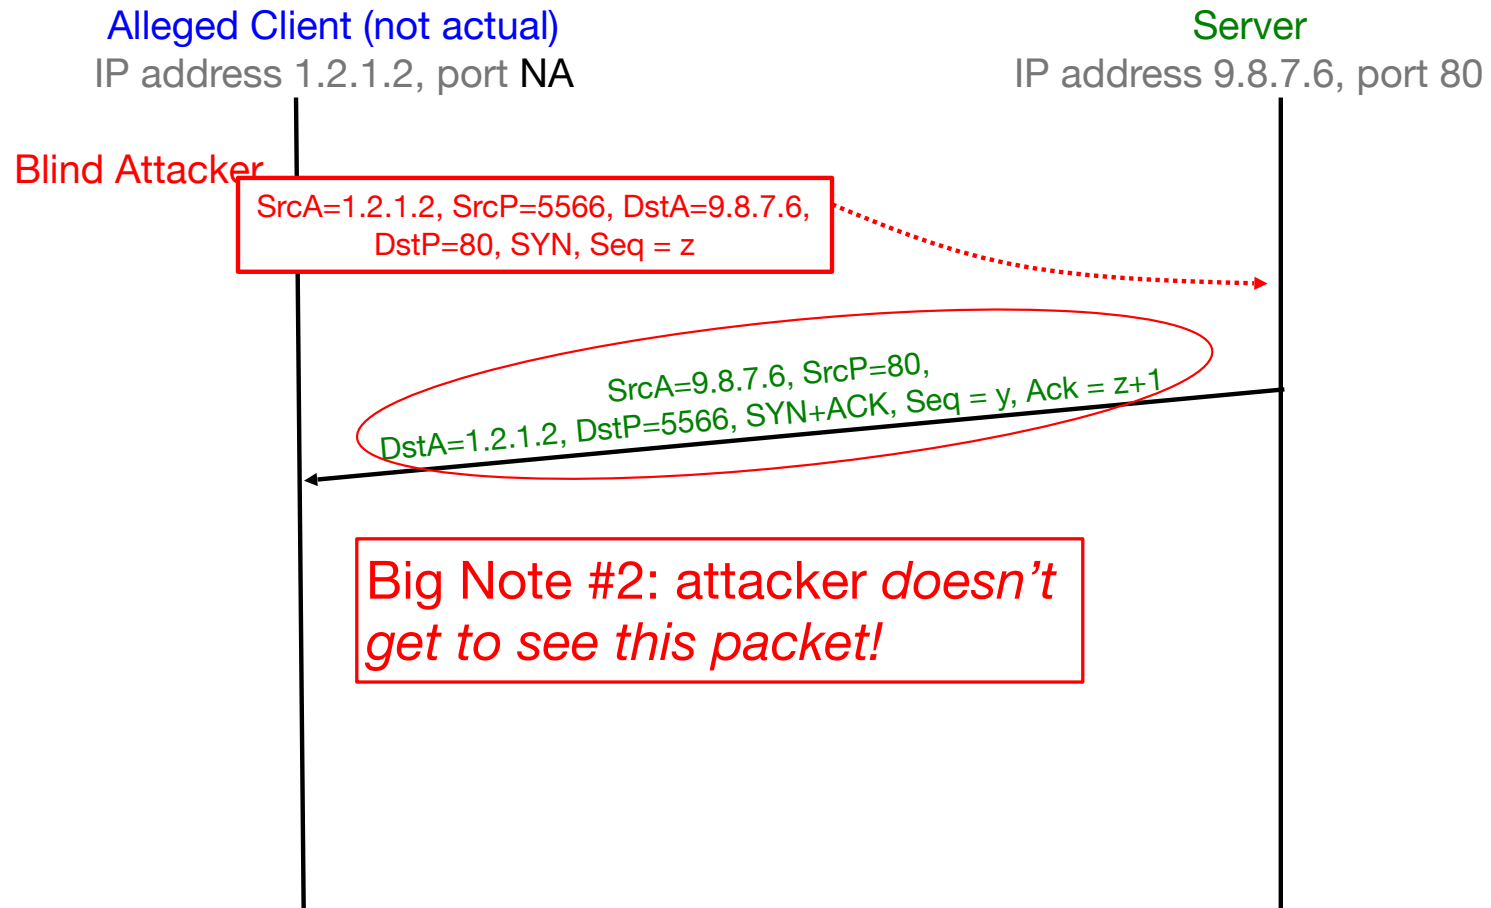 Alleged Client (not actual)
IP address 1.2.1.2, port NA
Server
IP address 9.8.7.6, port 80
Blind Attacker
SrcA=1.2.1.2, SrcP=5566, DstA=9.8.7.6,
DstP=80, SYN, Seq = z
SrcA=9.8.7.6, SrcP=80,
DstA=1.2.1.2, DstP=5566, SYN+ACK, Seq = y, Ack = z+1
Big Note #2: attacker doesn’t
get to see this packet!